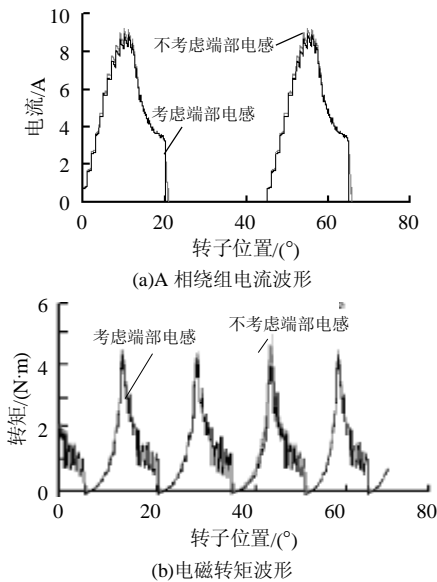 10
8
6
4
2
0
电流/A
不考虑端部电感
考虑端部电感
0 20 40 60 80
转子位置/(°)
(a)A 相绕组电流波形
6
4
2
0
转矩/(N·m)
考虑端部电感
不考虑端部电感
0 20 40 60 80
转子位置/(°)
(b)电磁转矩波形